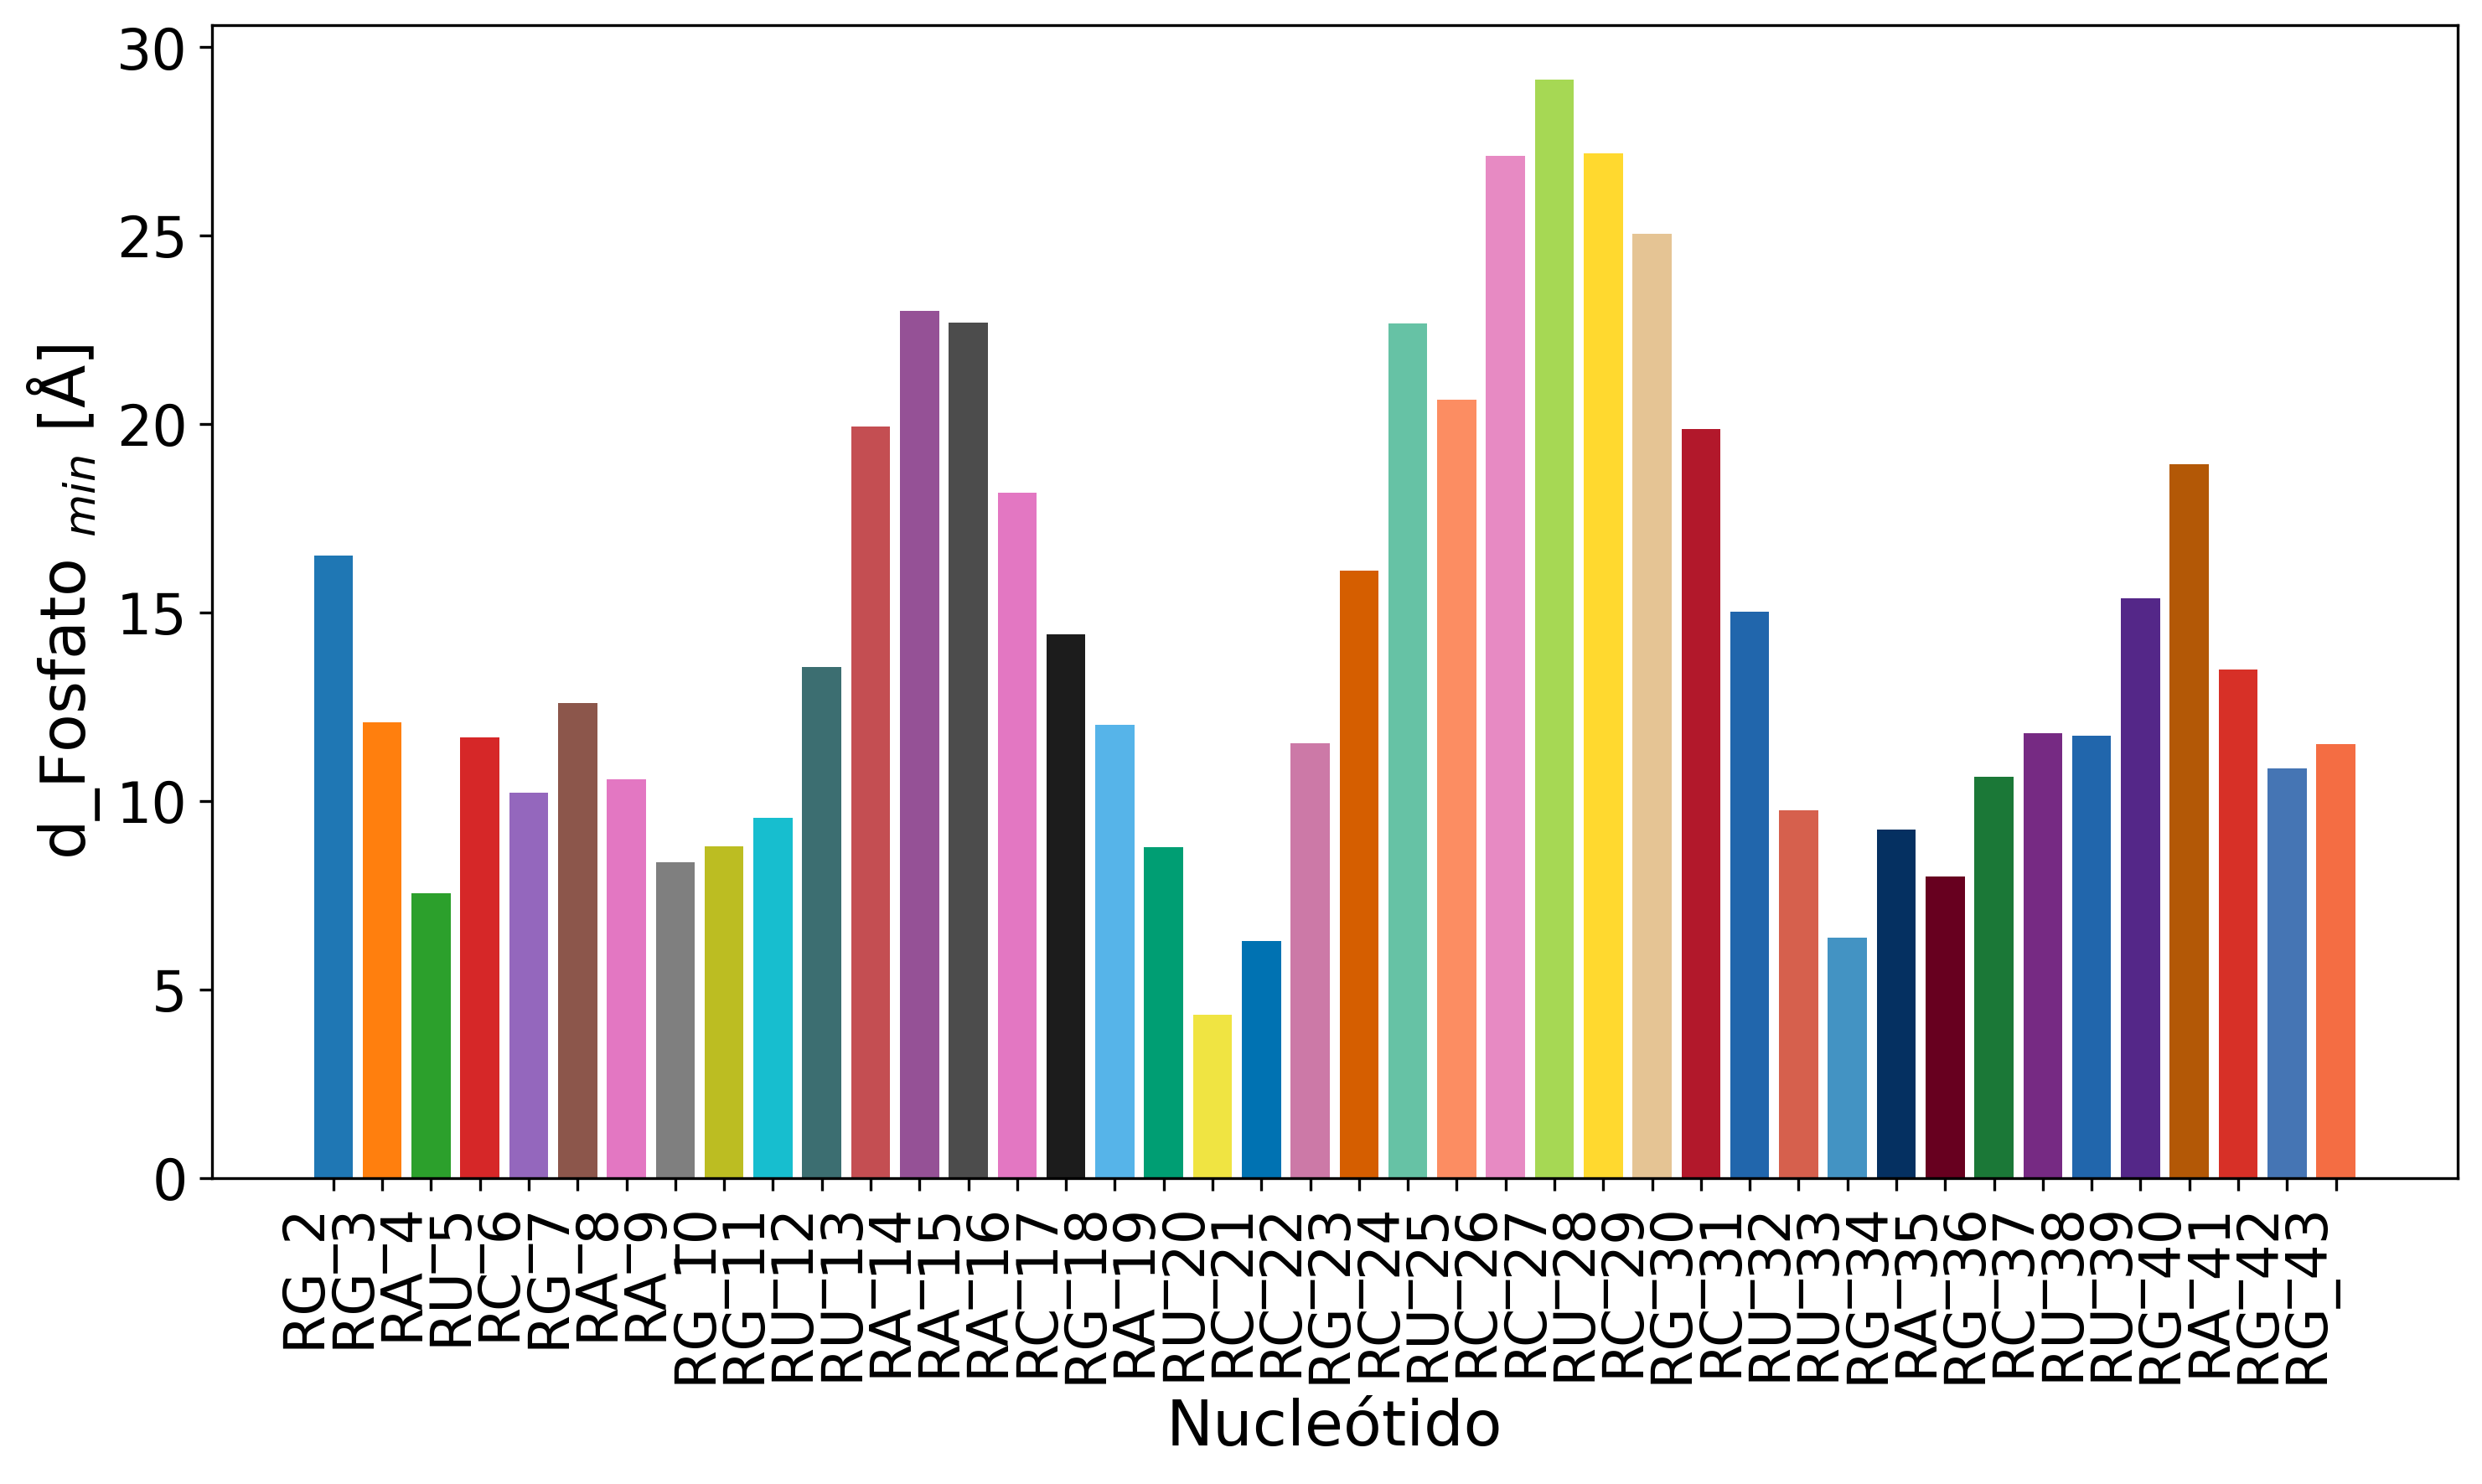 30
25
20
15
10
5
0
d_Fosfato min [Å]
RG_2
RG_3
RA_4
RU_5
RC_6
RG_7
RA_8
RA_9
RG_10
RG_11
RU_12
RU_13
RA_14
RA_15
RA_16
RC_17
RG_18
RA_19
RU_20
RC_21
RC_22
RG_23
RC_24
RU_25
RC_26
RC_27
RU_28
RC_29
RG_30
RC_31
RU_32
RU_33
RG_34
RA_35
RG_36
RC_37
RU_38
RU_39
RG_40
RA_41
RG_42
RG_43
Nucleótido